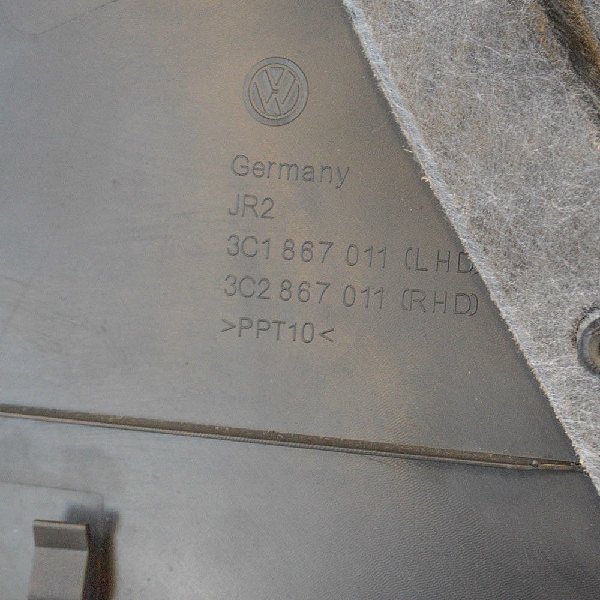 Germany
JR2
3C1 867 011 (LHD
3C2 867 011 (RHD)
>PPT10<